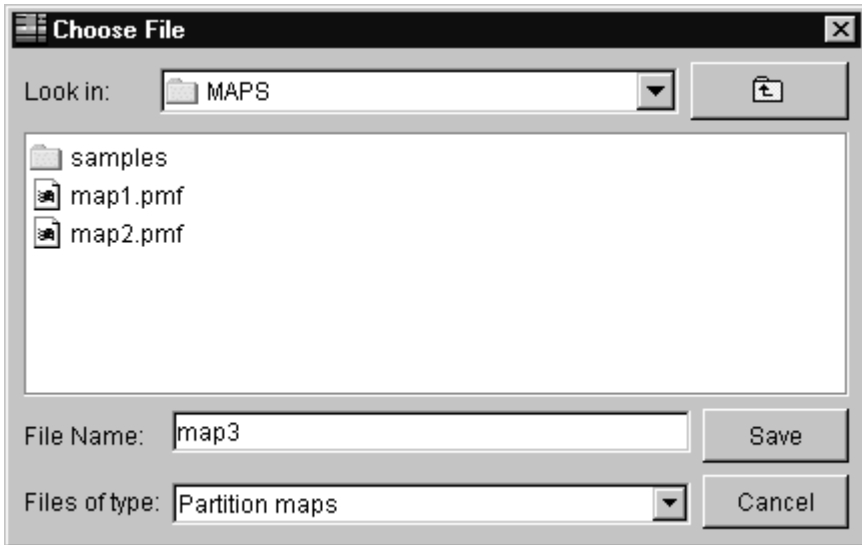 Choose File
Look in: MAPS
samples
map1.pmf
map2.pmf
File Name: map3 Save
Files of type: Partition maps Cancel